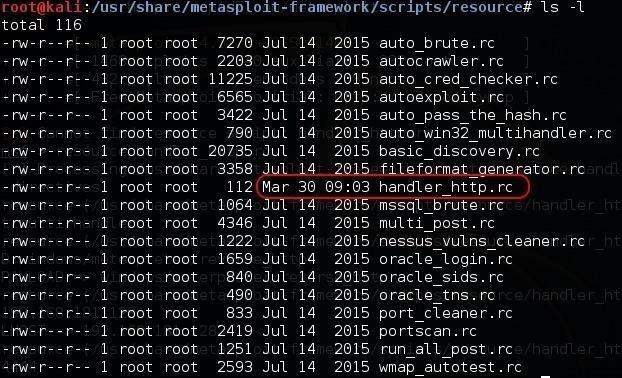 root@kali:/usr/share/metasploit-framework/scripts/resource# ls -l
total 116
-rw-r--r-- 1 root root  7270 Jul 14  2015 auto_brute.rc
-rw-r--r-- 1 root root  2203 Jul 14  2015 autocrawler.rc
-rw-r--r-- 1 root root 11225 Jul 14  2015 auto_cred_checker.rc
-rw-r--r-- 1 root root  6565 Jul 14  2015 autoexploit.rc
-rw-r--r-- 1 root root  3422 Jul 14  2015 auto_pass_the_hash.rc
-rw-r--r-- 1 root root   790 Jul 14  2015 auto_win32_multihandler.rc
-rw-r--r-- 1 root root 20735 Jul 14  2015 basic_discovery.rc
-rw-r--r-- 1 root root  3358 Jul 14  2015 fileformat_generator.rc
-rw-r--r-- 1 root root   112 Mar 30 09:03 handler_http.rc
-rw-r--r-- 1 root root  1064 Jul 14  2015 mssql_brute.rc
-rw-r--r-- 1 root root  4346 Jul 14  2015 multi_post.rc
-rw-r--r-- 1 root root  1222 Jul 14  2015 nessus_vulns_cleaner.rc
-rw-r--r-- 1 root root  1659 Jul 14  2015 oracle_login.rc
-rw-r--r-- 1 root root   840 Jul 14  2015 oracle_sids.rc
-rw-r--r-- 1 root root   490 Jul 14  2015 oracle_tns.rc
-rw-r--r-- 1 root root   833 Jul 14  2015 port_cleaner.rc
-rw-r--r-- 1 root root  2419 Jul 14  2015 portscan.rc
-rw-r--r-- 1 root root  1251 Jul 14  2015 run_all_post.rc
-rw-r--r-- 1 root root  2593 Jul 14  2015 wmap_autotest.rc